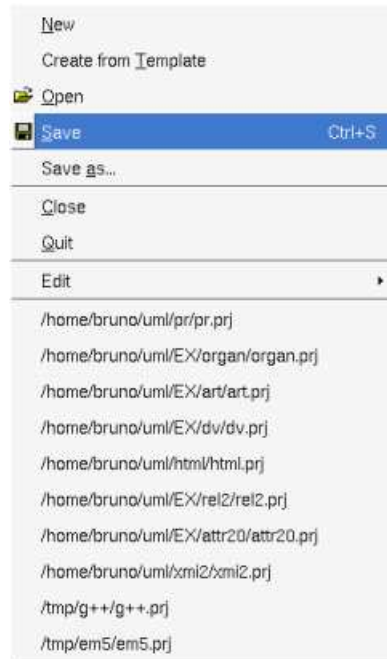 New
Create from Template
Open
Save Ctrl+S
Save as...
Close
Quit
Edit
/home/bruno/uml/pr/pr.prj
/home/bruno/uml/EX/organ/organ.prj
/home/bruno/uml/EX/art/art.prj
/home/bruno/uml/EX/dv/dv.prj
/home/bruno/uml/html/html.prj
/home/bruno/uml/EX/rel2/rel2.prj
/home/bruno/uml/EX/attr20/attr20.prj
/home/bruno/uml/xmi2/xmi2.prj
/tmp/g++/g++.prj
/tmp/em5/em5.prj